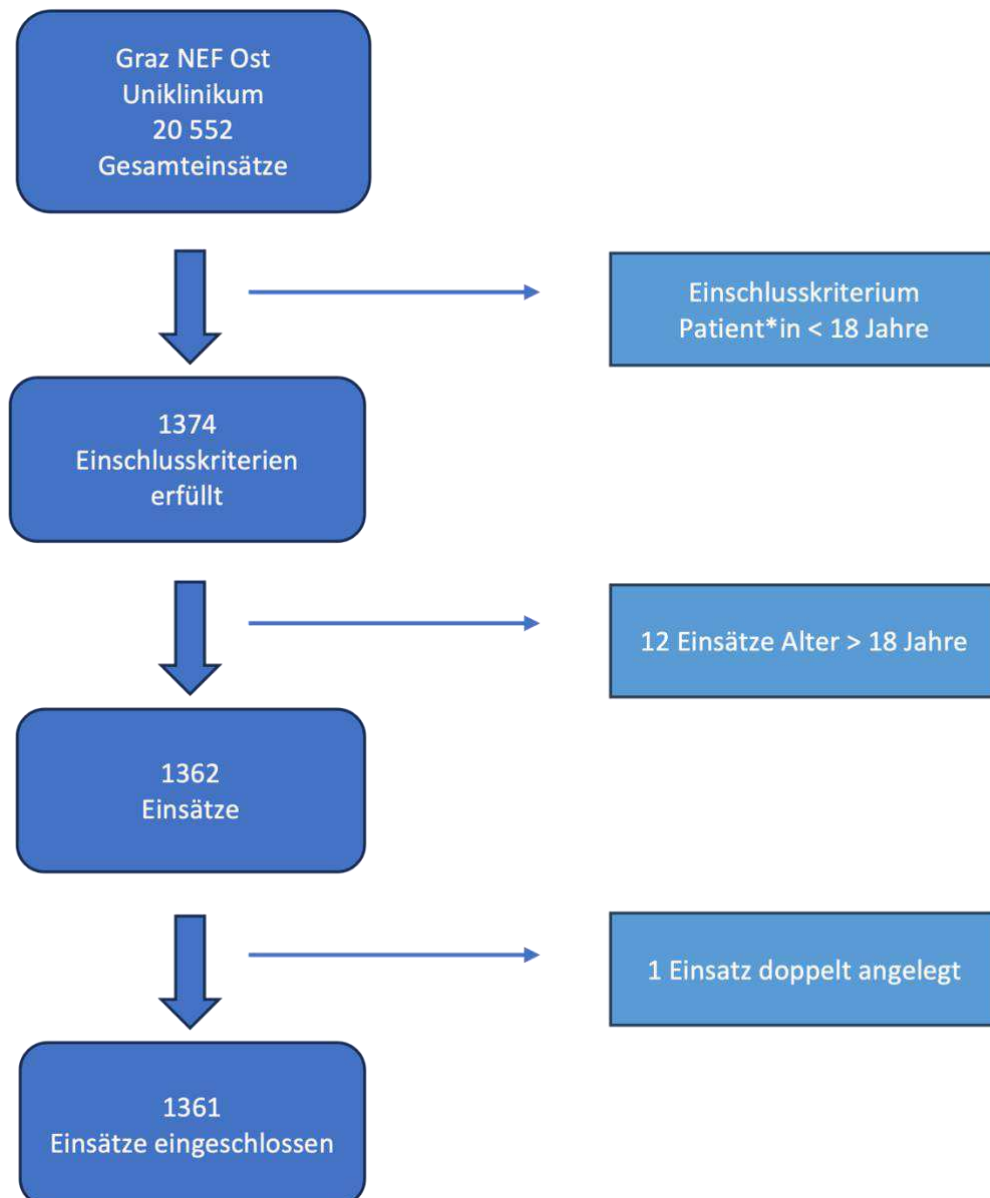 Graz NEF Ost
Uniklinikum
20 552
Gesamteinsätze
Einschlusskriterium
Patient*in < 18 Jahre
1374
Einschlusskriterien
erfüllt
12 Einsätze Alter > 18 Jahre
1362
Einsätze
1 Einsatz doppelt angelegt
1361
Einsätze eingeschlossen